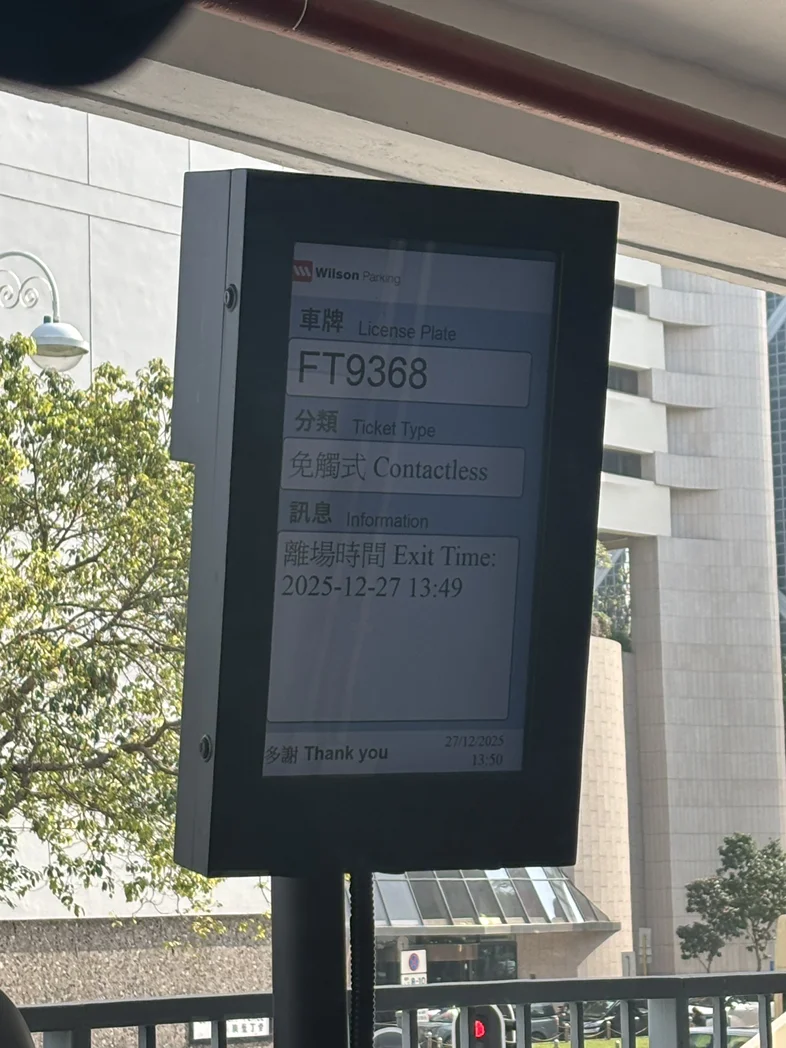 Wilson Parking
車牌 License Plate
FT9368
分類 Ticket Type
免觸式 Contactless
訊息 Information
離場時間 Exit Time:
2025-12-27 13:49
多謝 Thank you
27/12/2025
13:50